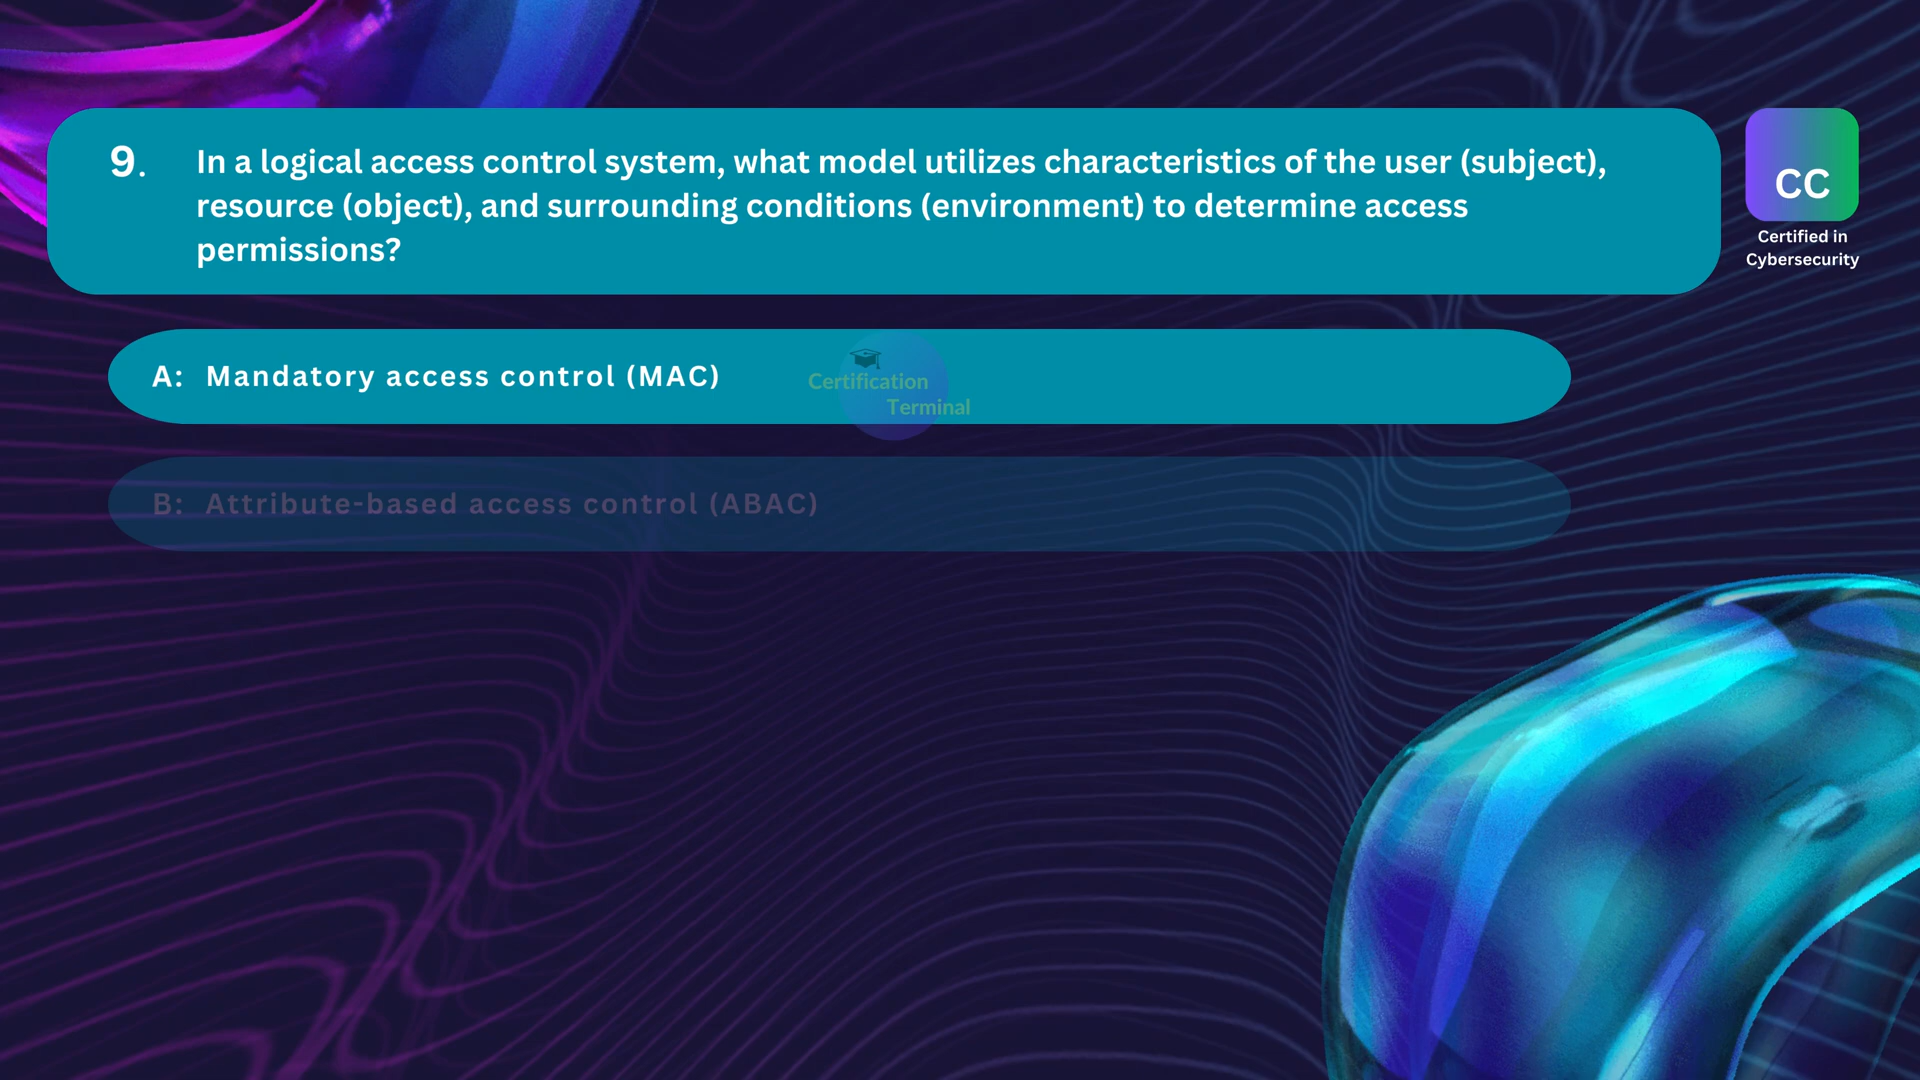 9. In a logical access control system, what model utilizes characteristics of the user (subject),
resource (object), and surrounding conditions (environment) to determine access
permissions?
CC
Certified in
Cybersecurity
A: Mandatory access control (MAC)
Certification
Terminal
B: Attribute-based access control (ABAC)